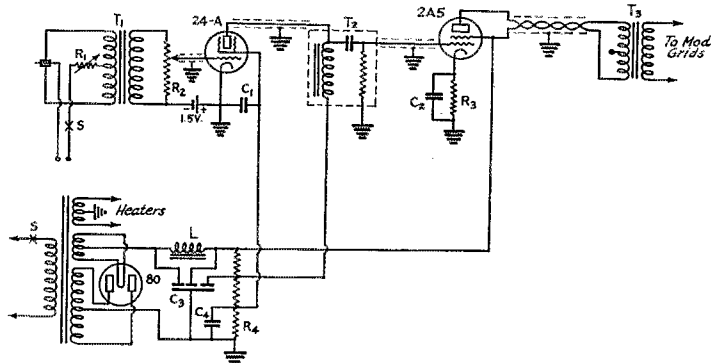 T1
R1
S
R2
24-A
1.5V.
- +
C1
T2
2A5
C2
R3
T3
To Mod
Grids
S
Heaters
80
L
C3
C4
R4